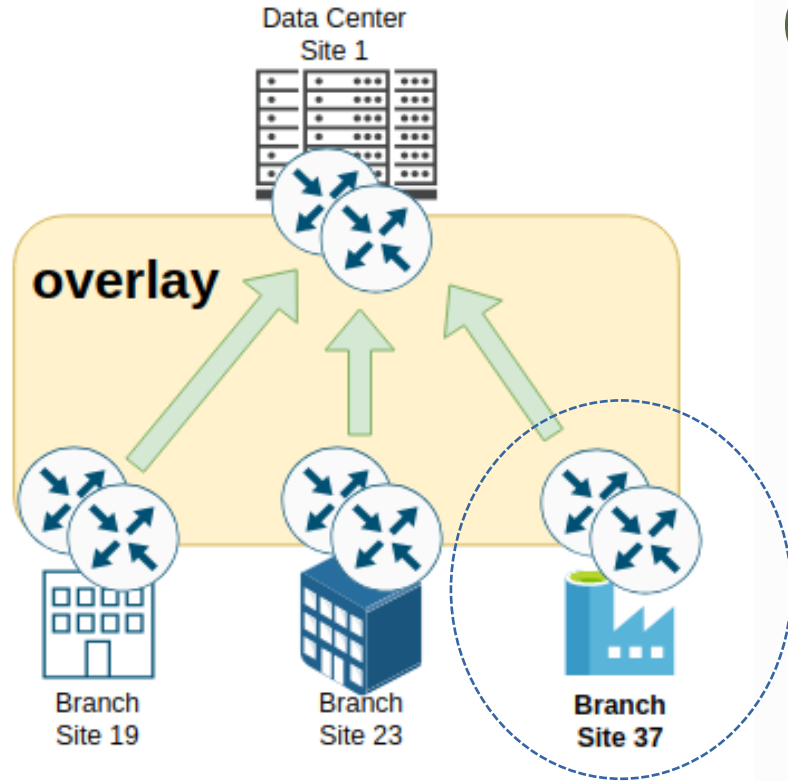 Data Center
Site 1
overlay
Branch
Site 19
Branch
Site 23
Branch
Site 37